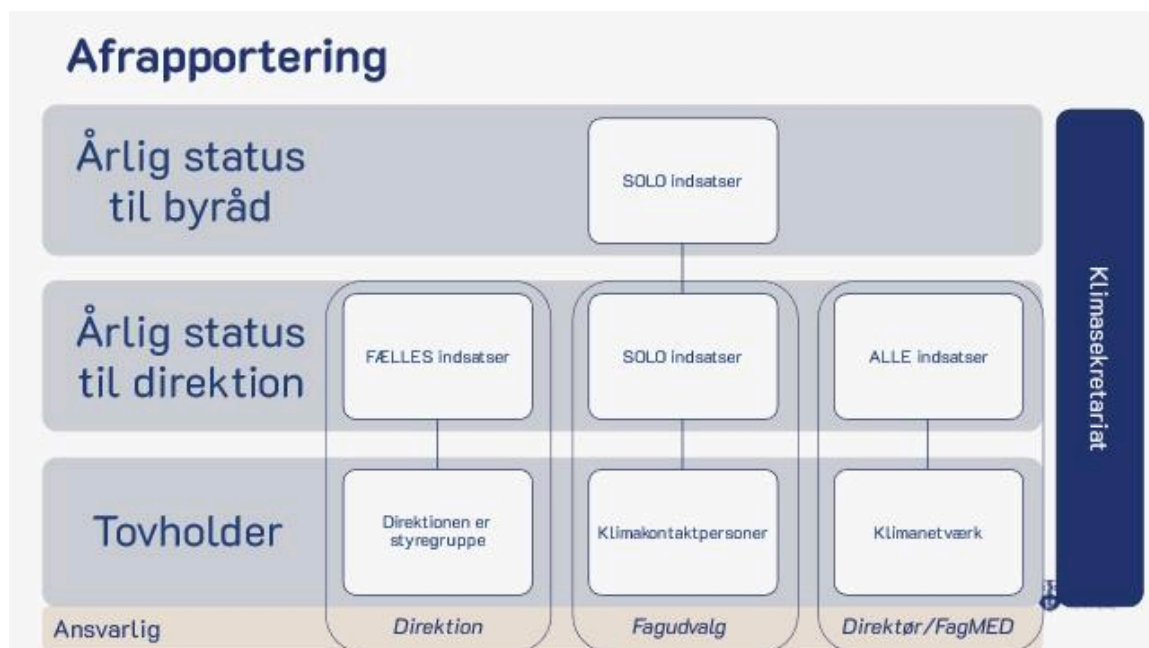 Afrapportering
Årlig status
til byråd
SOLO indsatser
Årlig status
til direktion
FÆLLES indsatser
SOLO indsatser
ALLE indsatser
Tovholder
Direktionen er
styregruppe
Klimakontaktpersoner
Klimanetværk
Ansvarlig
Direktion
Fagudvalg
Direktør/FagMED
Klimasekretariat